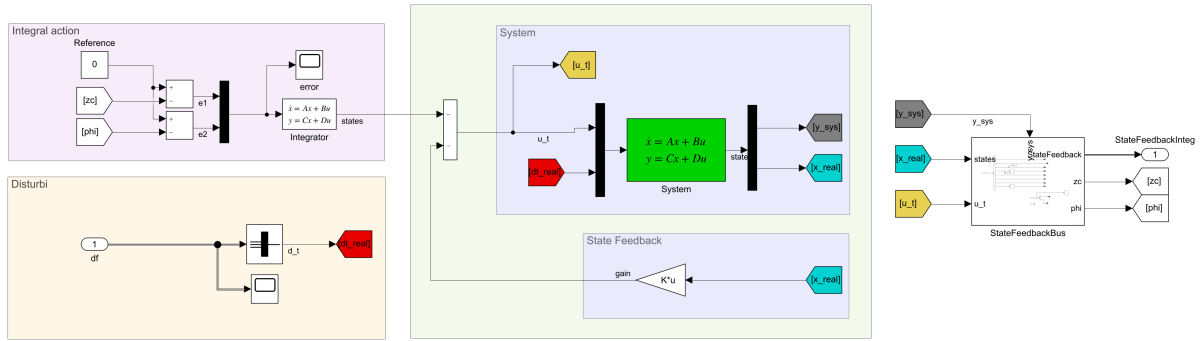 Integral action
Reference
0
[zc]
[phi]
+
−
+
−
e1
e2
error
ẋ = Ax + Bu
y = Cx + Du
Integrator
states
Disturbi
1
df
d_t
[dt_real]
−
−
System
[u_t]
u_t
[dt_real]
ẋ = Ax + Bu
y = Cx + Du
System
state
[y_sys]
[x_real]
State Feedback
gain
K*u
[x_real]
[y_sys]
y_sys
[x_real]
[u_t]
states
u_t
y_sys
StateFeedback
zc
phi
StateFeedbackBus
StateFeedbackInteg
1
[zc]
[phi]